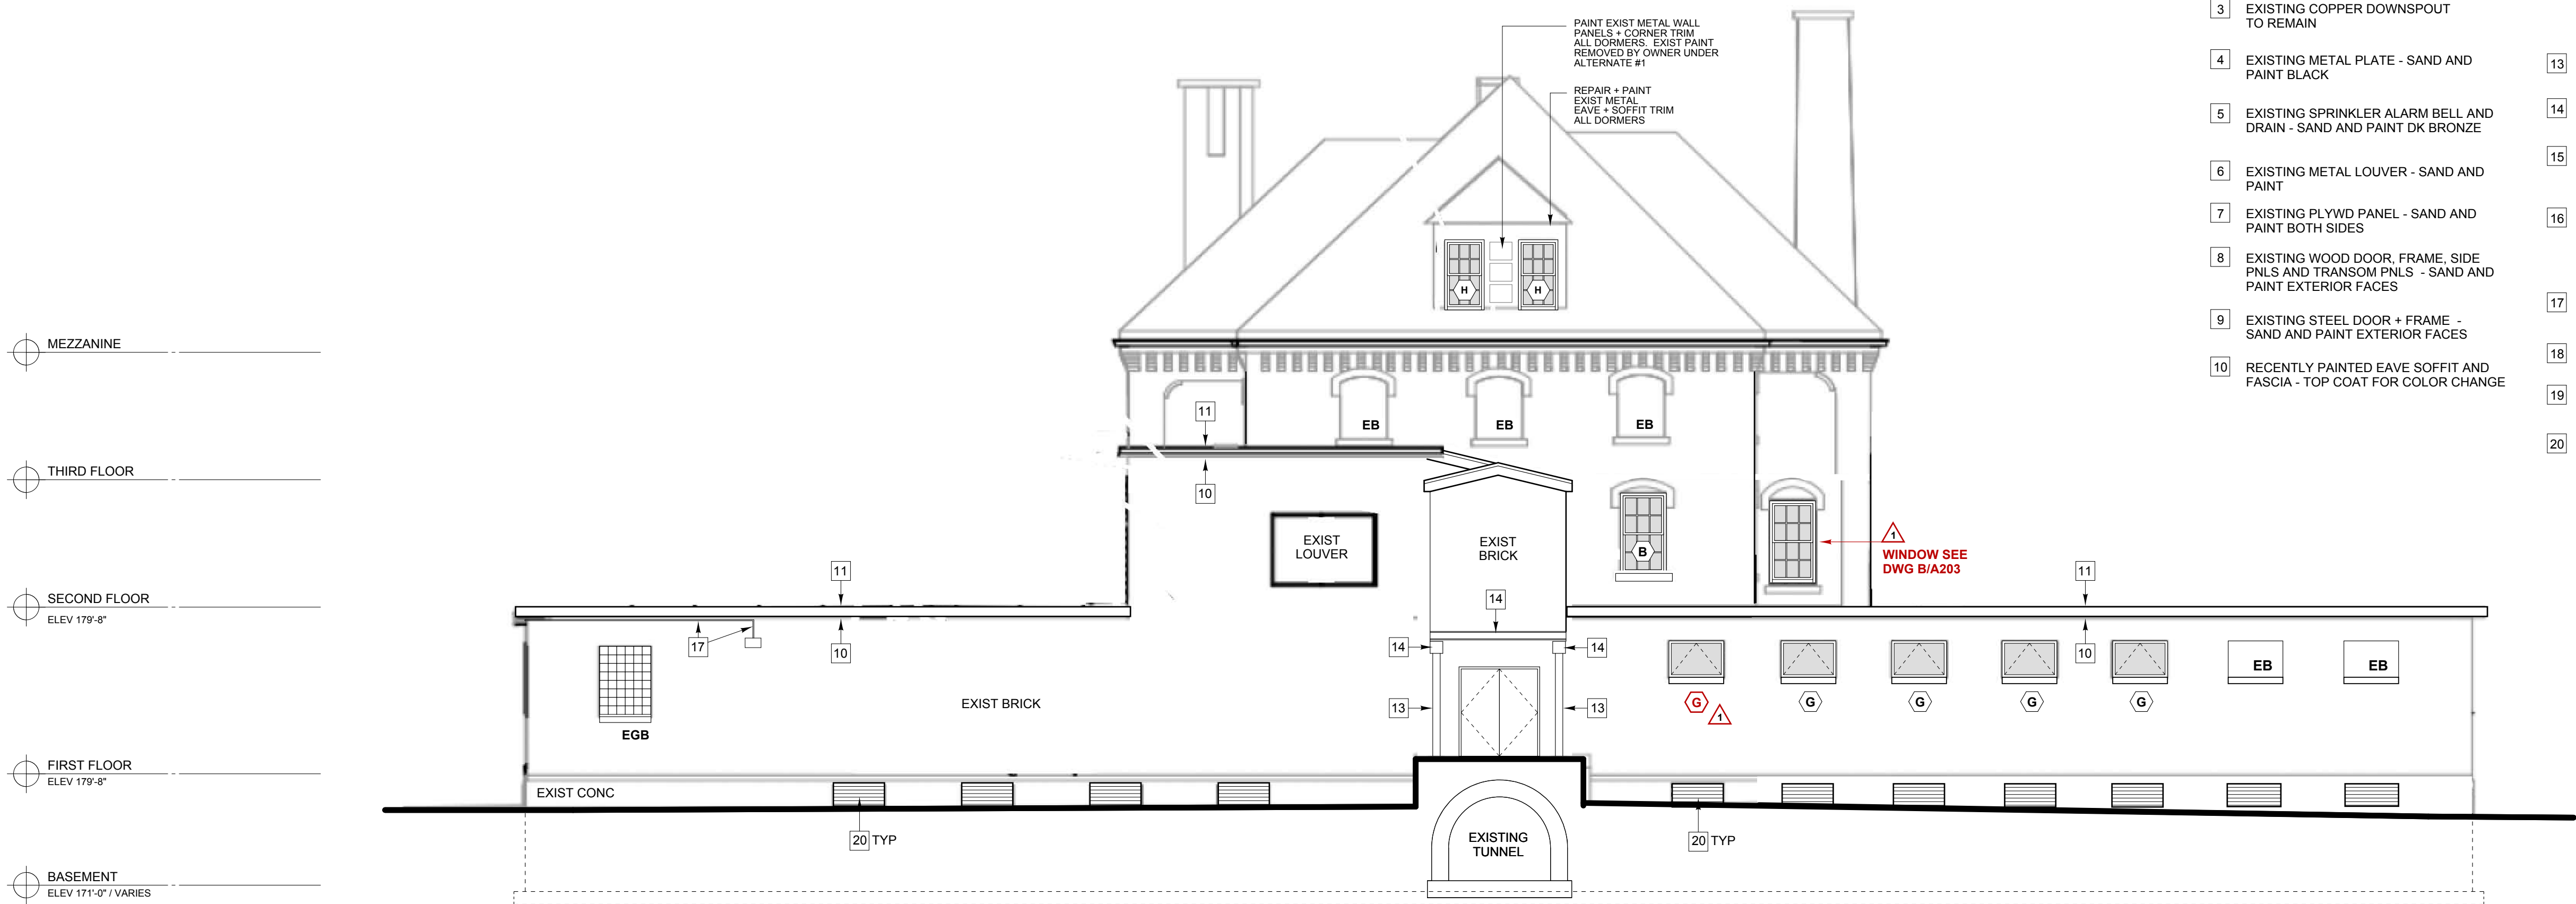 PAINT EXIST METAL WALL
PANELS + CORNER TRIM
ALL DORMERS. EXIST PAINT
REMOVED BY OWNER UNDER
ALTERNATE #1
REPAIR + PAINT
EXIST METAL
EAVE + SOFFIT TRIM
ALL DORMERS
3 EXISTING COPPER DOWNSPOUT
TO REMAIN
4 EXISTING METAL PLATE - SAND AND
PAINT BLACK
5 EXISTING SPRINKLER ALARM BELL AND
DRAIN - SAND AND PAINT DK BRONZE
6 EXISTING METAL LOUVER - SAND AND
PAINT
7 EXISTING PLYWD PANEL - SAND AND
PAINT BOTH SIDES
8 EXISTING WOOD DOOR, FRAME, SIDE
PNLS AND TRANSOM PNLS - SAND AND
PAINT EXTERIOR FACES
9 EXISTING STEEL DOOR + FRAME -
SAND AND PAINT EXTERIOR FACES
10 RECENTLY PAINTED EAVE SOFFIT AND
FASCIA - TOP COAT FOR COLOR CHANGE
13
14
15
16
17
18
19
20
H H
MEZZANINE
11
EB EB EB
THIRD FLOOR
10
EXIST
LOUVER
EXIST
BRICK
B
1
WINDOW SEE
DWG B/A203
11
11
SECOND FLOOR
ELEV 179'-8"
14
17
10
14
14
10
EB EB
EXIST BRICK
13
13
G
1
G G G G
EGB
FIRST FLOOR
ELEV 179'-8"
EXIST CONC
20 TYP
EXISTING
TUNNEL
20 TYP
BASEMENT
ELEV 171'-0" / VARIES